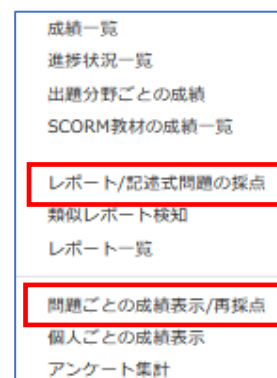 成績一覧
進捗状況一覧
出題分野ごとの成績
SCORM教材の成績一覧
レポート/記述式問題の採点
類似レポート検知
レポート一覧
問題ごとの成績表示/再採点
個人ごとの成績表示
アンケート集計